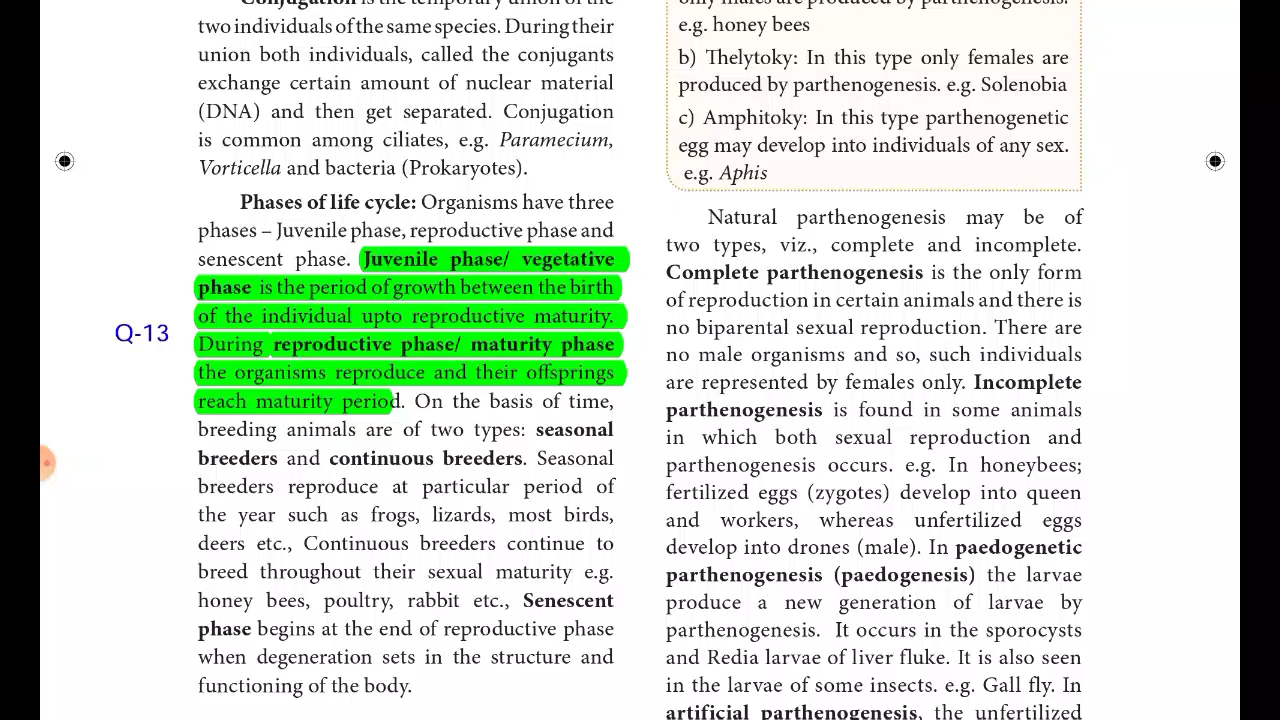 Conjugation is the temporary union of the
two individuals of the same species. During their
union both individuals, called the conjugants
exchange certain amount of nuclear material
(DNA) and then get separated. Conjugation
is common among ciliates, e.g. Paramecium,
Vorticella and bacteria (Prokaryotes).
Phases of life cycle: Organisms have three
phases – Juvenile phase, reproductive phase and
senescent phase. Juvenile phase/ vegetative
phase is the period of growth between the birth
of the individual upto reproductive maturity.
Q-13
During reproductive phase/ maturity phase
the organisms reproduce and their offsprings
reach maturity period. On the basis of time,
breeding animals are of two types: seasonal
breeders and continuous breeders. Seasonal
breeders reproduce at particular period of
the year such as frogs, lizards, most birds,
deers etc., Continuous breeders continue to
breed throughout their sexual maturity e.g.
honey bees, poultry, rabbit etc., Senescent
phase begins at the end of reproductive phase
when degeneration sets in the structure and
functioning of the body.
only males are produced by parthenogenesis.
e.g. honey bees
b) Thelytoky: In this type only females are
produced by parthenogenesis. e.g. Solenobia
c) Amphitoky: In this type parthenogenetic
egg may develop into individuals of any sex.
e.g. Aphis
Natural parthenogenesis may be of
two types, viz., complete and incomplete.
Complete parthenogenesis is the only form
of reproduction in certain animals and there is
no biparental sexual reproduction. There are
no male organisms and so, such individuals
are represented by females only. Incomplete
parthenogenesis is found in some animals
in which both sexual reproduction and
parthenogenesis occurs. e.g. In honeybees;
fertilized eggs (zygotes) develop into queen
and workers, whereas unfertilized eggs
develop into drones (male). In paedogenetic
parthenogenesis (paedogenesis) the larvae
produce a new generation of larvae by
parthenogenesis. It occurs in the sporocysts
and Redia larvae of liver fluke. It is also seen
in the larvae of some insects. e.g. Gall fly. In
artificial parthenogenesis, the unfertilized